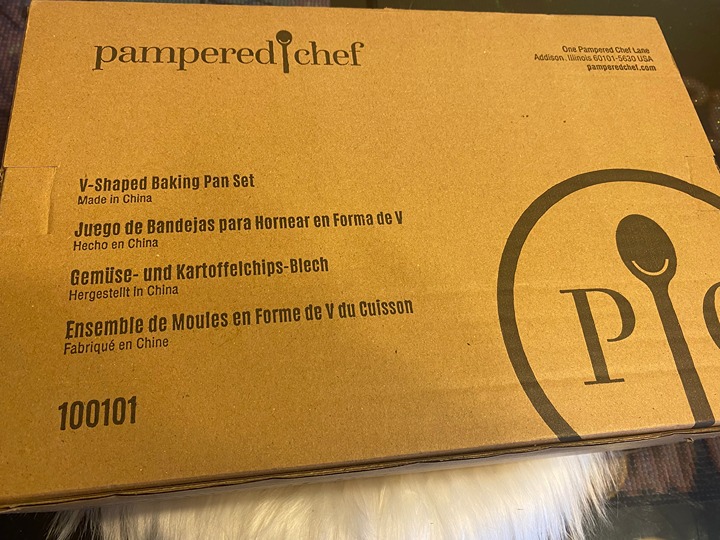 pampered chef
One Pampered Chef Lane
Addison, Illinois 60101-5630 USA
pamperedchef.com
V-Shaped Baking Pan Set
Made in China
Juego de Bandejas para Hornear en Forma de V
Hecho en China
Gemüse- und Kartoffelchips-Blech
Hergestellt in China
Ensemble de Moules en Forme de V du Cuisson
Fabriqué en Chine
100101
P